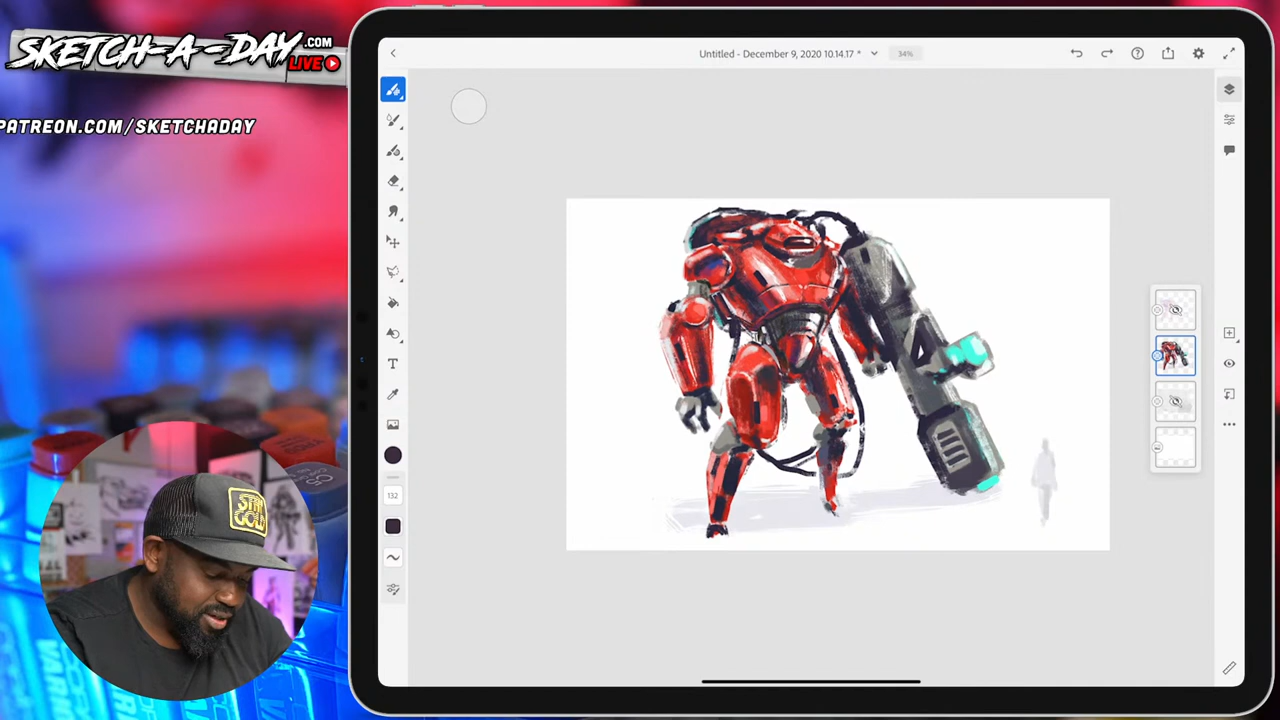 SKETCH-A-DAY.COM
LIVE
PATREON.COM/SKETCHADAY
Untitled - December 9, 2020 10.14.17 *
34%
132
STAY
GOLD